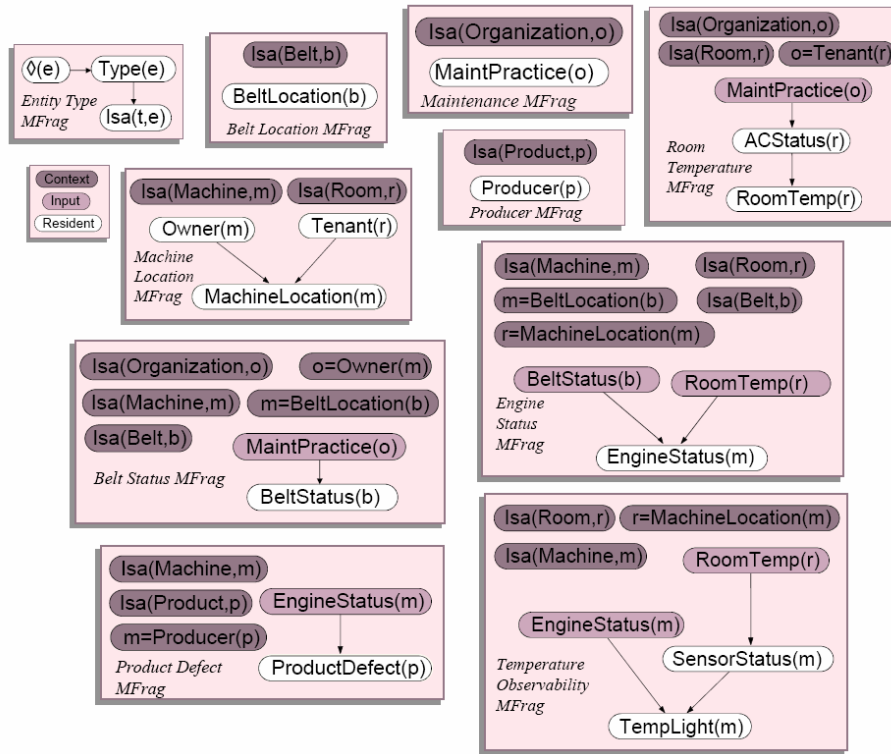 ◊(e)
Type(e)
Isa(t,e)
Entity Type
MFrag
Isa(Belt,b)
BeltLocation(b)
Belt Location MFrag
Isa(Organization,o)
MaintPractice(o)
Maintenance MFrag
Isa(Organization,o)
Isa(Room,r)
o=Tenant(r)
MaintPractice(o)
ACStatus(r)
RoomTemp(r)
Room
Temperature
MFrag
Isa(Product,p)
Producer(p)
Producer MFrag
Context
Input
Resident
Isa(Machine,m)
Isa(Room,r)
Owner(m)
Tenant(r)
Machine
Location
MFrag
MachineLocation(m)
Isa(Machine,m)
Isa(Room,r)
m=BeltLocation(b)
Isa(Belt,b)
r=MachineLocation(m)
BeltStatus(b)
RoomTemp(r)
Engine
Status
MFrag
EngineStatus(m)
Isa(Organization,o)
o=Owner(m)
Isa(Machine,m)
m=BeltLocation(b)
Isa(Belt,b)
MaintPractice(o)
Belt Status MFrag
BeltStatus(b)
Isa(Room,r)
r=MachineLocation(m)
Isa(Machine,m)
RoomTemp(r)
EngineStatus(m)
SensorStatus(m)
Temperature
Observability
MFrag
TempLight(m)
Isa(Machine,m)
Isa(Product,p)
EngineStatus(m)
m=Producer(p)
Product Defect
MFrag
ProductDefect(p)